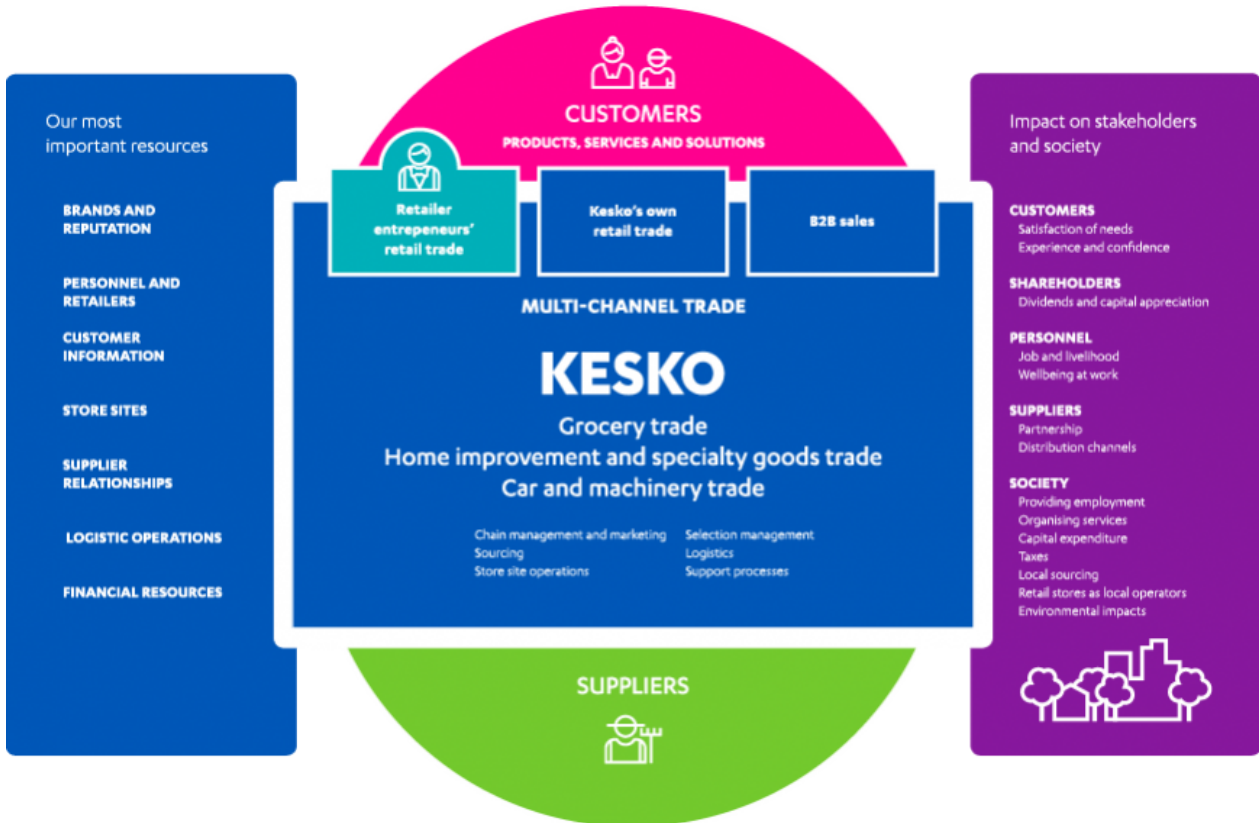 Our most
important resources
BRANDS AND
REPUTATION
PERSONNEL AND
RETAILERS
CUSTOMER
INFORMATION
STORE SITES
SUPPLIER
RELATIONSHIPS
LOGISTIC OPERATIONS
FINANCIAL RESOURCES
CUSTOMERS
PRODUCTS, SERVICES AND SOLUTIONS
Retailer
entrepeneurs'
retail trade
Kesko's own
retail trade
B2B sales
MULTI-CHANNEL TRADE
KESKO
Grocery trade
Home improvement and specialty goods trade
Car and machinery trade
Chain management and marketing
Sourcing
Store site operations
Selection management
Logistics
Support processes
SUPPLIERS
Impact on stakeholders
and society
CUSTOMERS
Satisfaction of needs
Experience and confidence
SHAREHOLDERS
Dividends and capital appreciation
PERSONNEL
Job and livelihood
Wellbeing at work
SUPPLIERS
Partnership
Distribution channels
SOCIETY
Providing employment
Organising services
Capital expenditure
Taxes
Local sourcing
Retail stores as local operators
Environmental impacts